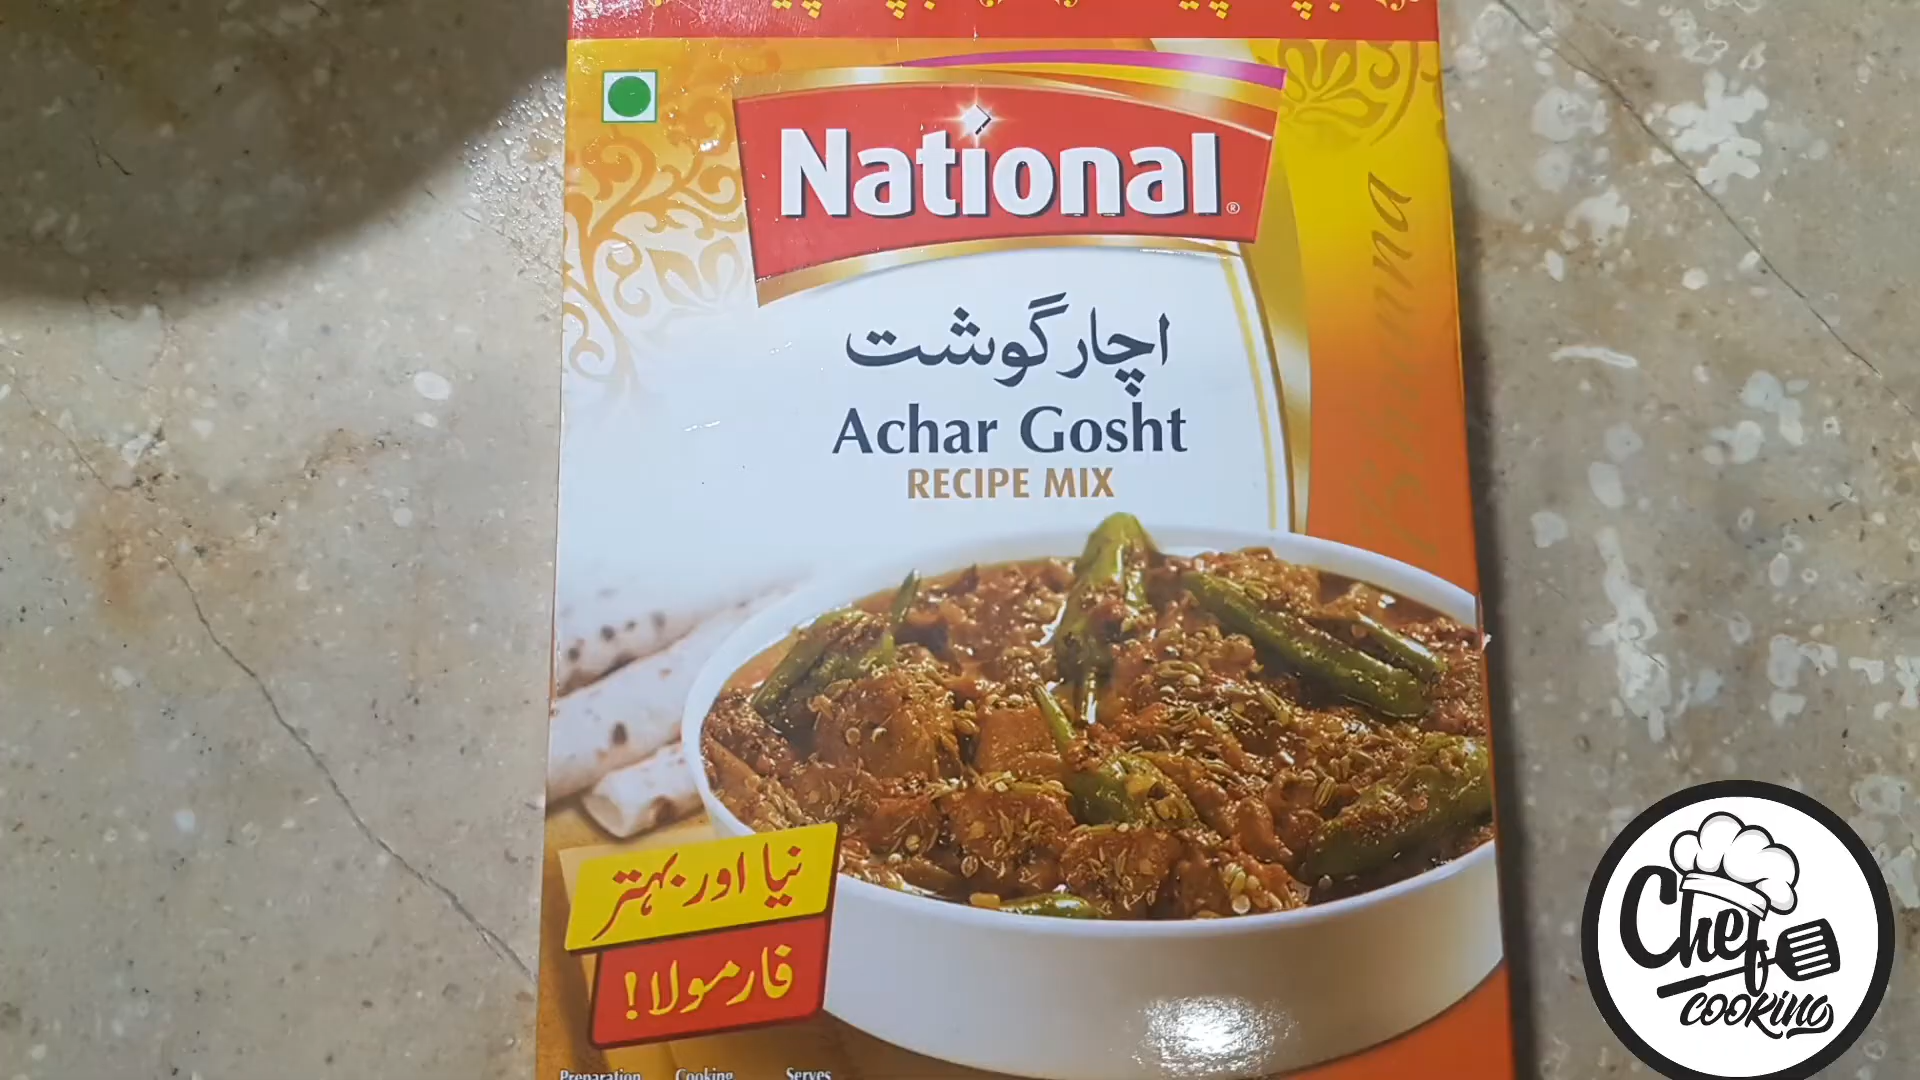 National®
اچار گوشت
Achar Gosht
RECIPE MIX
نیا اور بہتر
فارمولا!
Preparation Cooking Serves
Chef
cooking